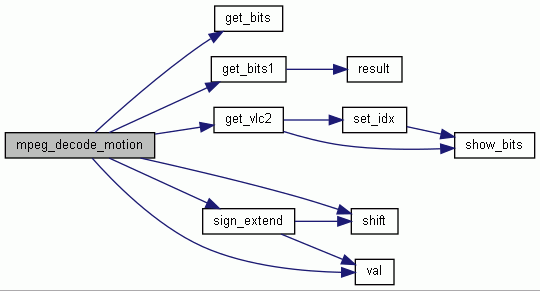 get_bits
get_bits1
result
get_vlc2
set_idx
mpeg_decode_motion
show_bits
sign_extend
shift
val